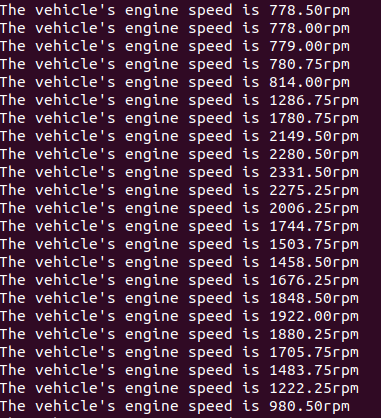 The vehicle's engine speed is 778.50rpm
The vehicle's engine speed is 778.00rpm
The vehicle's engine speed is 779.00rpm
The vehicle's engine speed is 780.75rpm
The vehicle's engine speed is 814.00rpm
The vehicle's engine speed is 1286.75rpm
The vehicle's engine speed is 1780.75rpm
The vehicle's engine speed is 2149.50rpm
The vehicle's engine speed is 2280.50rpm
The vehicle's engine speed is 2331.50rpm
The vehicle's engine speed is 2275.25rpm
The vehicle's engine speed is 2006.25rpm
The vehicle's engine speed is 1744.75rpm
The vehicle's engine speed is 1503.75rpm
The vehicle's engine speed is 1458.50rpm
The vehicle's engine speed is 1676.25rpm
The vehicle's engine speed is 1848.50rpm
The vehicle's engine speed is 1922.00rpm
The vehicle's engine speed is 1880.25rpm
The vehicle's engine speed is 1705.75rpm
The vehicle's engine speed is 1483.75rpm
The vehicle's engine speed is 1222.25rpm
The vehicle's engine speed is 980.50rpm